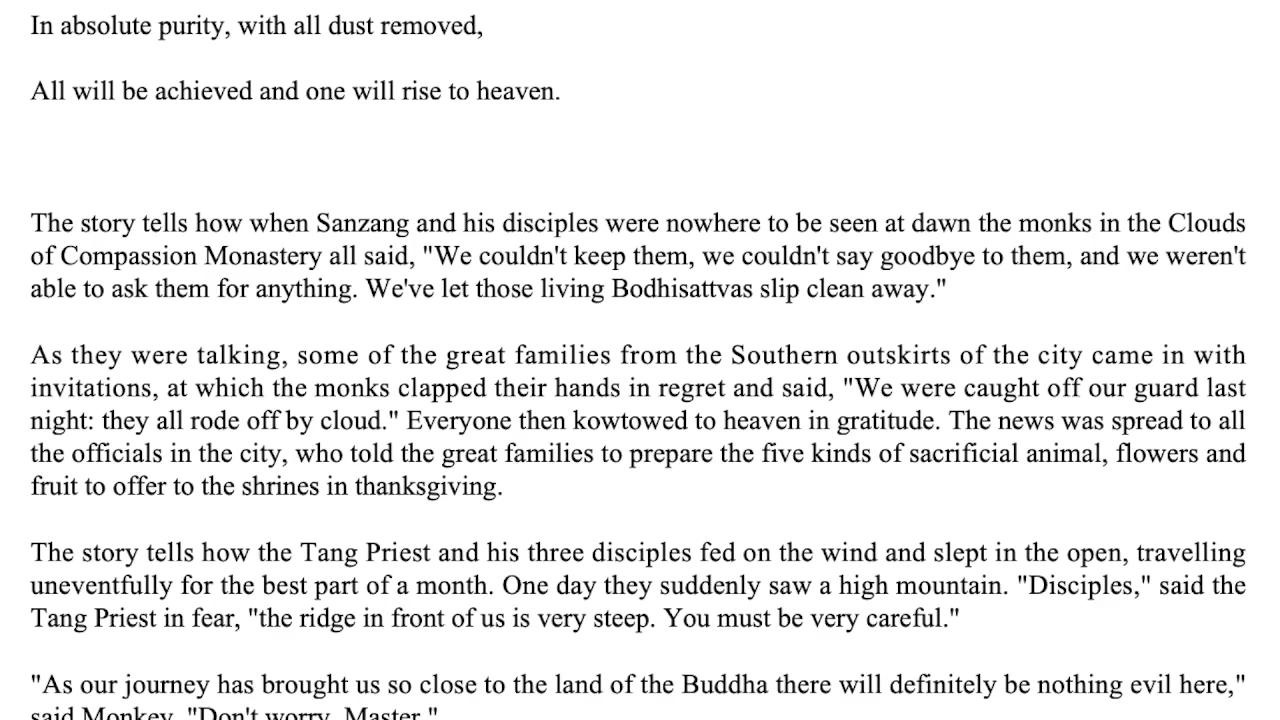 In absolute purity, with all dust removed,
All will be achieved and one will rise to heaven.
The story tells how when Sanzang and his disciples were nowhere to be seen at dawn the monks in the Clouds
of Compassion Monastery all said, "We couldn't keep them, we couldn't say goodbye to them, and we weren't
able to ask them for anything. We've let those living Bodhisattvas slip clean away."
As they were talking, some of the great families from the Southern outskirts of the city came in with
invitations, at which the monks clapped their hands in regret and said, "We were caught off our guard last
night: they all rode off by cloud." Everyone then kowtowed to heaven in gratitude. The news was spread to all
the officials in the city, who told the great families to prepare the five kinds of sacrificial animal, flowers and
fruit to offer to the shrines in thanksgiving.
The story tells how the Tang Priest and his three disciples fed on the wind and slept in the open, travelling
uneventfully for the best part of a month. One day they suddenly saw a high mountain. "Disciples," said the
Tang Priest in fear, "the ridge in front of us is very steep. You must be very careful."
"As our journey has brought us so close to the land of the Buddha there will definitely be nothing evil here,"
said Monkey. "Don't worry, Master."